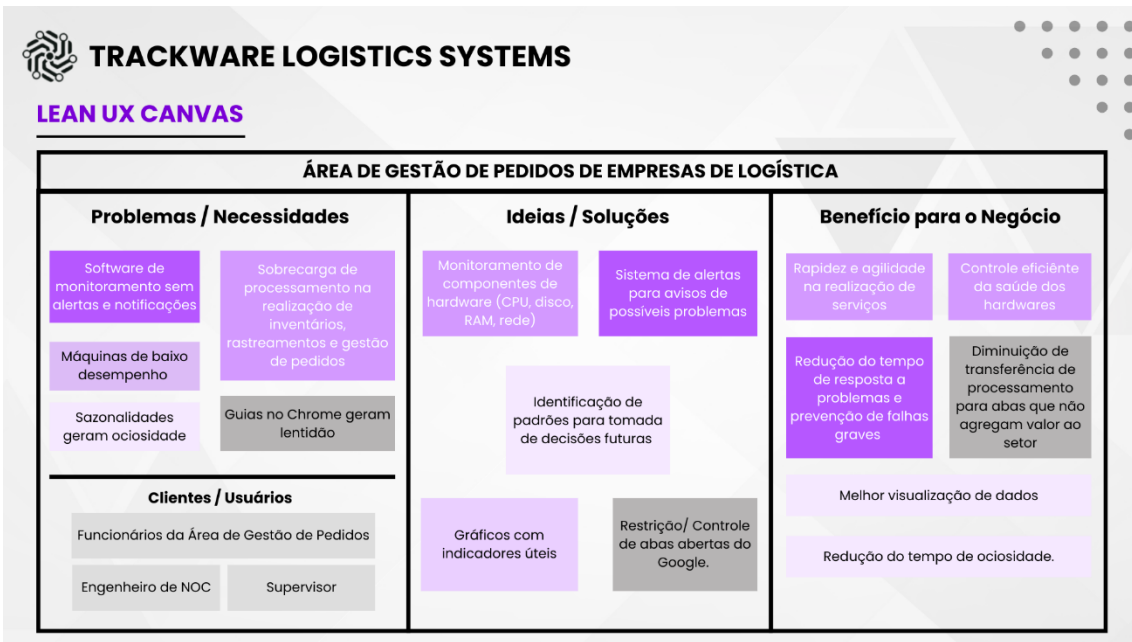 TRACKWARE LOGISTICS SYSTEMS
LEAN UX CANVAS
ÁREA DE GESTÃO DE PEDIDOS DE EMPRESAS DE LOGÍSTICA
Problemas / Necessidades
Software de
monitoramento sem
alertas e notificações
Sobrecarga de
processamento na
realização de
inventários,
rastreamentos e gestão
de pedidos
Máquinas de baixo
desempenho
Sazonalidades
geram ociosidade
Guias no Chrome geram
lentidão
Clientes / Usuários
Funcionários da Área de Gestão de Pedidos
Engenheiro de NOC
Supervisor
Ideias / Soluções
Monitoramento de
componentes de
hardware (CPU, disco,
RAM, rede)
Sistema de alertas
para avisos de
possíveis problemas
Identificação de
padrões para tomada
de decisões futuras
Gráficos com
indicadores úteis
Restrição/ Controle
de abas abertas do
Google.
Benefício para o Negócio
Rapidez e agilidade
na realização de
serviços
Controle eficiênte
da saúde dos
hardwares
Redução do tempo
de resposta a
problemas e
prevenção de falhas
graves
Diminuição de
transferência de
processamento
para abas que não
agregam valor ao
setor
Melhor visualização de dados
Redução do tempo de ociosidade.